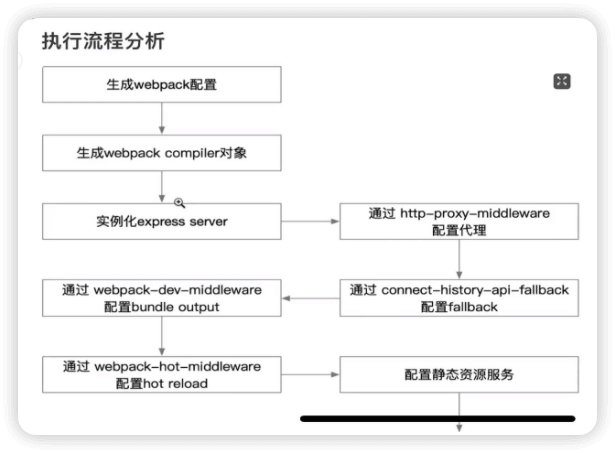 执行流程分析
生成webpack配置
生成webpack compiler对象
实例化express server
通过 http-proxy-middleware
配置代理
通过 connect-history-api-fallback
配置fallback
通过 webpack-dev-middleware
配置bundle output
通过 webpack-hot-middleware
配置hot reload
配置静态资源服务